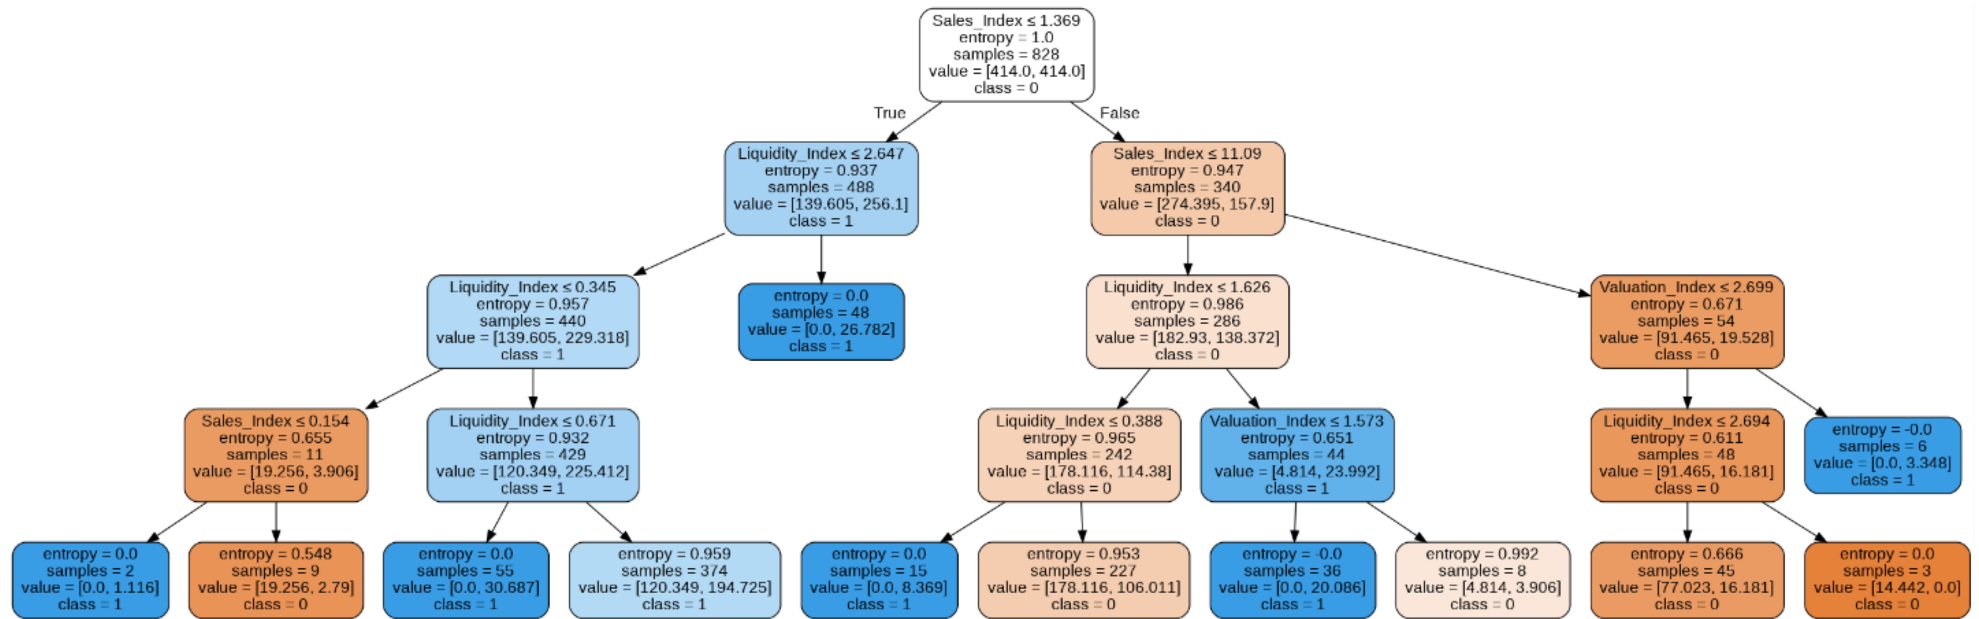 Sales_Index ≤ 1.369
entropy = 1.0
samples = 828
value = [414.0, 414.0]
class = 0
True
False
Liquidity_Index ≤ 2.647
entropy = 0.937
samples = 488
value = [139.605, 256.1]
class = 1
Sales_Index ≤ 11.09
entropy = 0.947
samples = 340
value = [274.395, 157.9]
class = 0
Liquidity_Index ≤ 0.345
entropy = 0.957
samples = 440
value = [139.605, 229.318]
class = 1
entropy = 0.0
samples = 48
value = [0.0, 26.782]
class = 1
Liquidity_Index ≤ 1.626
entropy = 0.986
samples = 286
value = [182.93, 138.372]
class = 0
Valuation_Index ≤ 2.699
entropy = 0.671
samples = 54
value = [91.465, 19.528]
class = 0
Sales_Index ≤ 0.154
entropy = 0.655
samples = 11
value = [19.256, 3.906]
class = 0
Liquidity_Index ≤ 0.671
entropy = 0.932
samples = 429
value = [120.349, 225.412]
class = 1
Liquidity_Index ≤ 0.388
entropy = 0.965
samples = 242
value = [178.116, 114.38]
class = 0
Valuation_Index ≤ 1.573
entropy = 0.651
samples = 44
value = [4.814, 23.992]
class = 1
Liquidity_Index ≤ 2.694
entropy = 0.611
samples = 48
value = [91.465, 16.181]
class = 0
entropy = -0.0
samples = 6
value = [0.0, 3.348]
class = 1
entropy = 0.0
samples = 2
value = [0.0, 1.116]
class = 1
entropy = 0.548
samples = 9
value = [19.256, 2.79]
class = 0
entropy = 0.0
samples = 55
value = [0.0, 30.687]
class = 1
entropy = 0.959
samples = 374
value = [120.349, 194.725]
class = 1
entropy = 0.0
samples = 15
value = [0.0, 8.369]
class = 1
entropy = 0.953
samples = 227
value = [178.116, 106.011]
class = 0
entropy = -0.0
samples = 36
value = [0.0, 20.086]
class = 1
entropy = 0.992
samples = 8
value = [4.814, 3.906]
class = 0
entropy = 0.666
samples = 45
value = [77.023, 16.181]
class = 0
entropy = 0.0
samples = 3
value = [14.442, 0.0]
class = 0